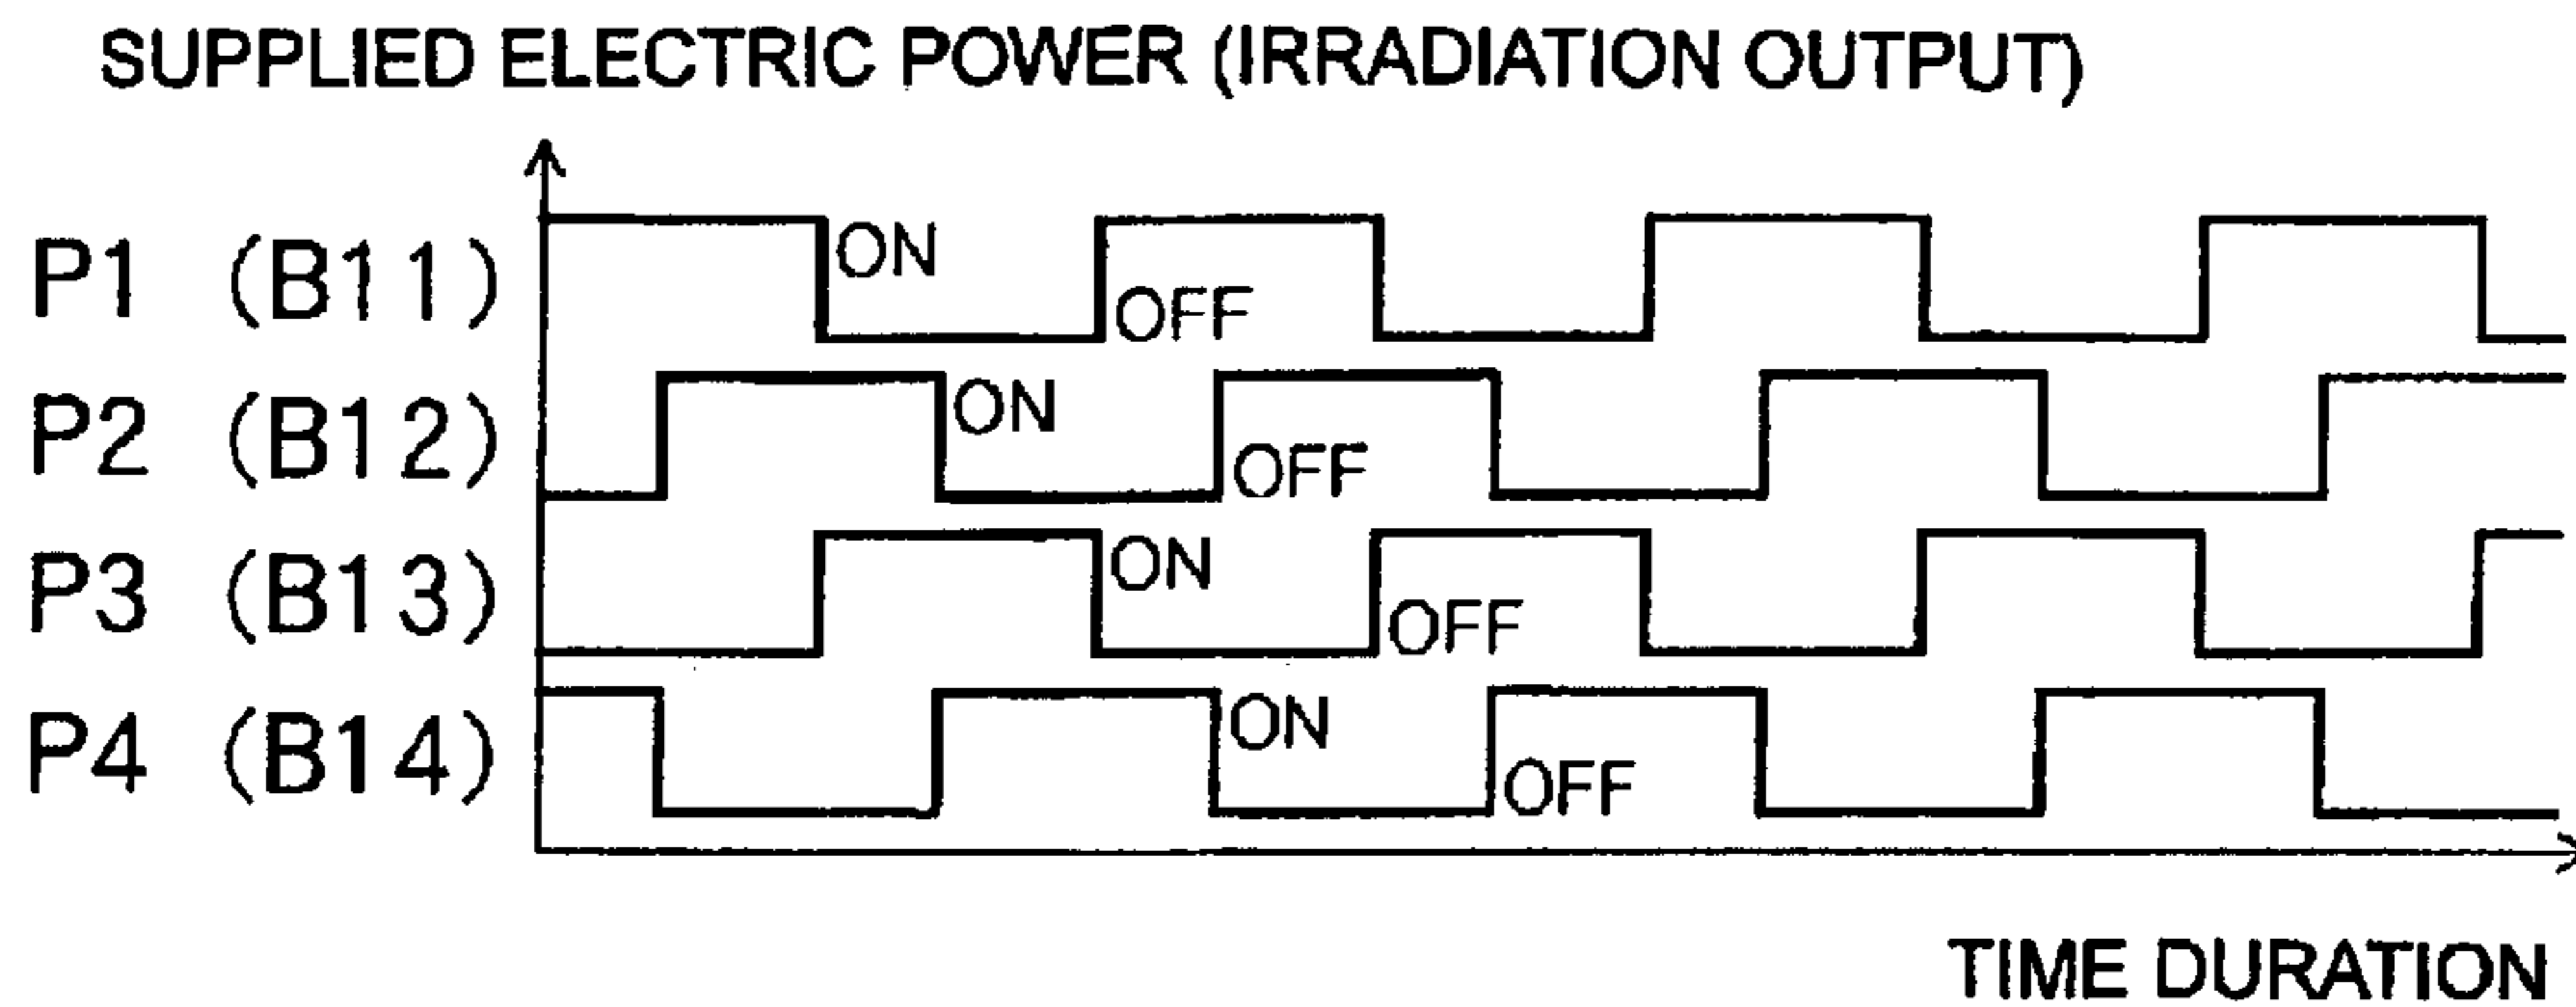 SUPPLIED ELECTRIC POWER (IRRADIATION OUTPUT)
P1 (B11)
ON
OFF
P2 (B12)
ON
OFF
P3 (B13)
ON
OFF
P4 (B14)
ON
OFF
TIME DURATION